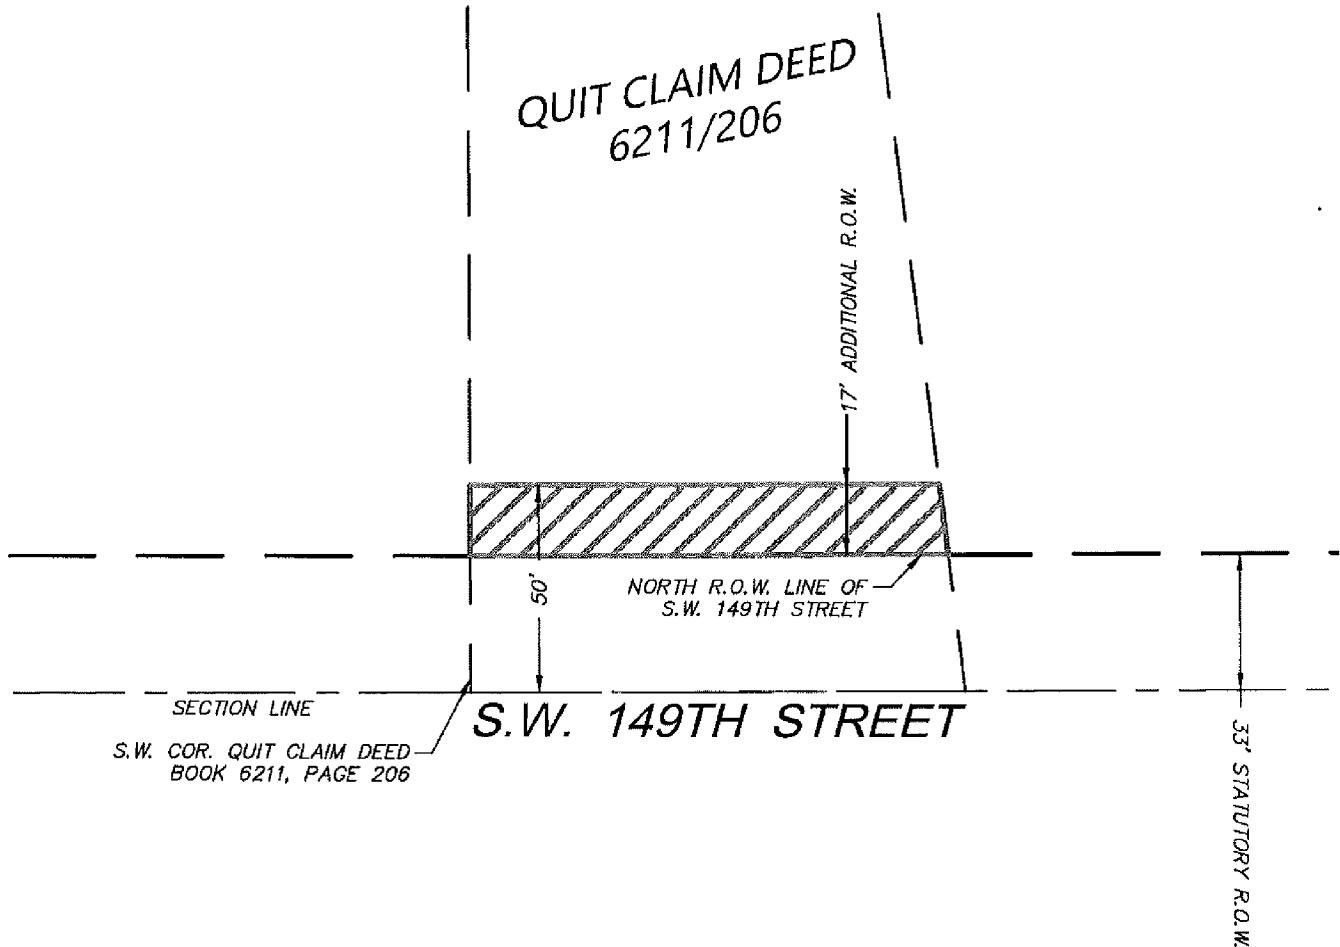 QUIT CLAIM DEED
6211/206
17' ADDITIONAL R.O.W.
50'
NORTH R.O.W. LINE OF
S.W. 149TH STREET
SECTION LINE
S.W. 149TH STREET
S.W. COR. QUIT CLAIM DEED
BOOK 6211, PAGE 206
33' STATUTORY R.O.W.